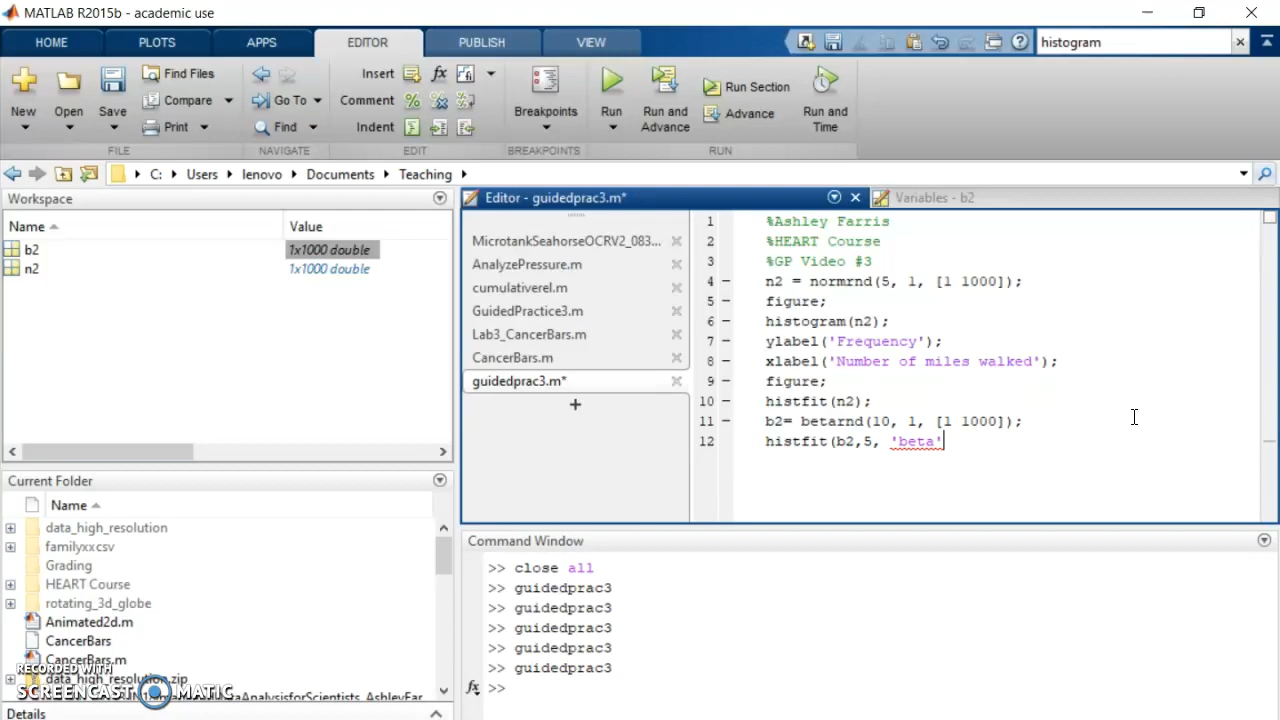 MATLAB R2015b - academic use
HOME PLOTS APPS EDITOR PUBLISH VIEW histogram
New Open Save Find Files Compare Print
Go To Find
Insert fx
Comment
Indent
Breakpoints
Run
Run and Advance
Run Section
Advance
Run and Time
FILE NAVIGATE EDIT BREAKPOINTS RUN
C: Users lenovo Documents Teaching
Workspace
Name Value
b2 1x1000 double
n2 1x1000 double
Current Folder
Name
data_high_resolution
familyxxcsv
Grading
HEART Course
rotating_3d_globe
Animated2d.m
CancerBars
CancerBars.m
data_high_resolution.zip
RECORDED WITH
SCREENCAST MATIC
Details
Editor - guidedprac3.m*
Variables - b2
MicrotankSeahorseOCRV2_083...
AnalyzePressure.m
cumulativerel.m
GuidedPractice3.m
Lab3_CancerBars.m
CancerBars.m
guidedprac3.m*
1 %Ashley Farris
2 %HEART Course
3 %GP Video #3
4 – n2 = normrnd(5, 1, [1 1000]);
5 – figure;
6 – histogram(n2);
7 – ylabel('Frequency');
8 – xlabel('Number of miles walked');
9 – figure;
10 – histfit(n2);
11 – b2= betarnd(10, 1, [1 1000]);
12 histfit(b2,5, 'beta'
Command Window
>> close all
>> guidedprac3
>> guidedprac3
>> guidedprac3
>> guidedprac3
>> guidedprac3
fx >>